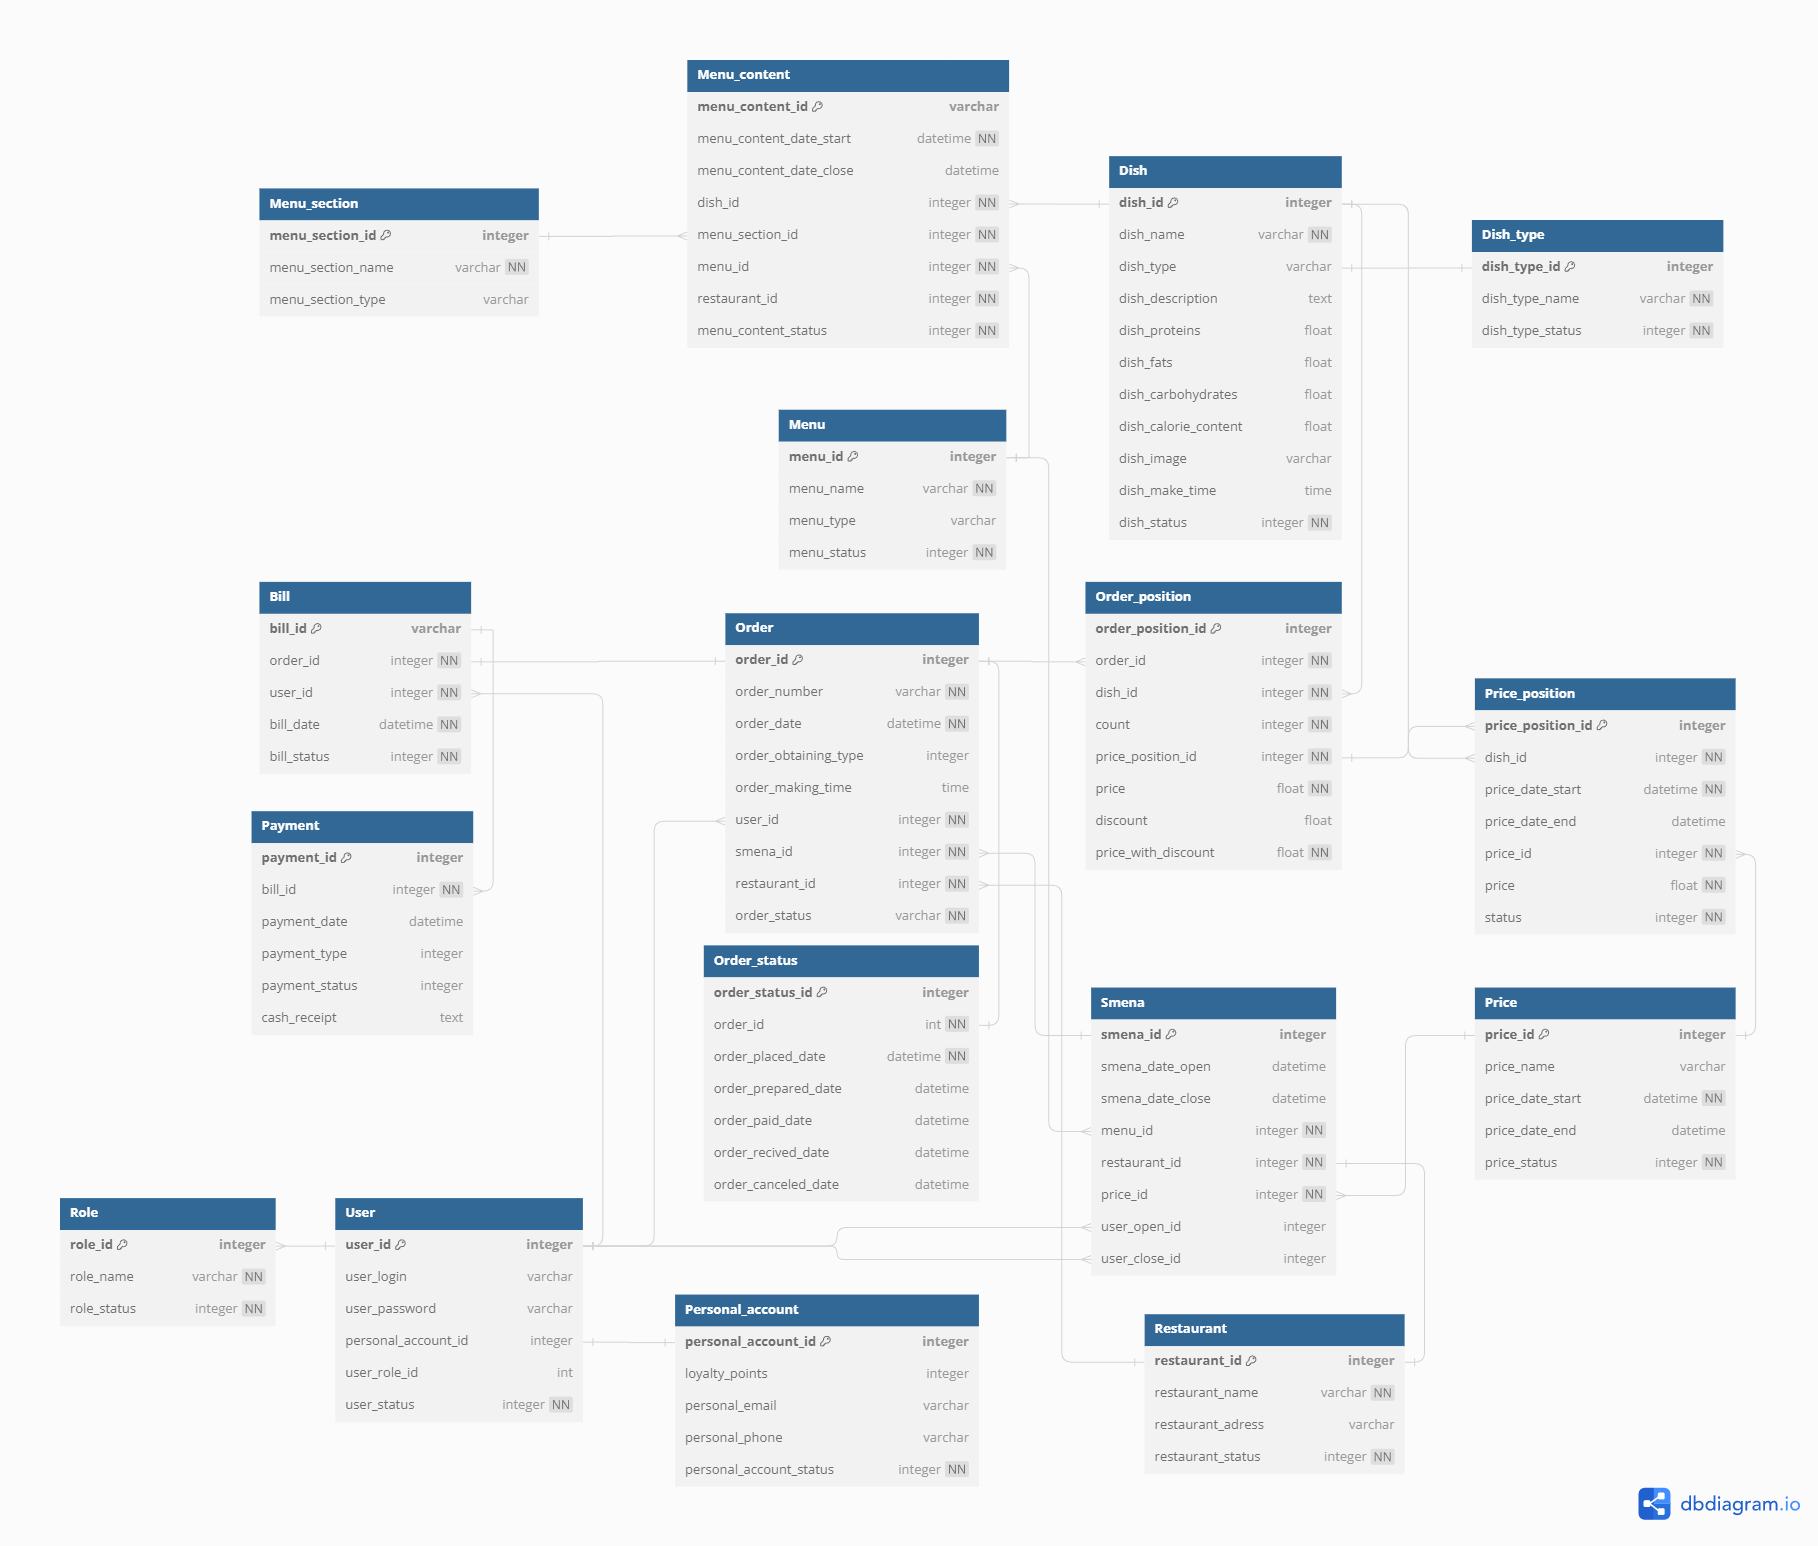 Menu_content
menu_content_id varchar
menu_content_date_start datetime NN
menu_content_date_close datetime
dish_id integer NN
menu_section_id integer NN
menu_id integer NN
restaurant_id integer NN
menu_content_status integer NN
Dish
dish_id integer
dish_name varchar NN
dish_type varchar
dish_description text
dish_proteins float
dish_fats float
dish_carbohydrates float
dish_calorie_content float
dish_image varchar
dish_make_time time
dish_status integer NN
Menu_section
menu_section_id integer
menu_section_name varchar NN
menu_section_type varchar
Dish_type
dish_type_id integer
dish_type_name varchar NN
dish_type_status integer NN
Menu
menu_id integer
menu_name varchar NN
menu_type varchar
menu_status integer NN
Bill
bill_id varchar
order_id integer NN
user_id integer NN
bill_date datetime NN
bill_status integer NN
Order
order_id integer
order_number varchar NN
order_date datetime NN
order_obtaining_type integer
order_making_time time
user_id integer NN
smena_id integer NN
restaurant_id integer NN
order_status varchar NN
Order_position
order_position_id integer
order_id integer NN
dish_id integer NN
count integer NN
price_position_id integer NN
price float NN
discount float
price_with_discount float NN
Price_position
price_position_id integer
dish_id integer NN
price_date_start datetime NN
price_date_end datetime
price_id integer NN
price float NN
status integer NN
Payment
payment_id integer
bill_id integer NN
payment_date datetime
payment_type integer
payment_status integer
cash_receipt text
Order_status
order_status_id integer
order_id int NN
order_placed_date datetime NN
order_prepared_date datetime
order_paid_date datetime
order_recived_date datetime
order_canceled_date datetime
Smena
smena_id integer
smena_date_open datetime
smena_date_close datetime
menu_id integer NN
restaurant_id integer NN
price_id integer NN
user_open_id integer
user_close_id integer
Price
price_id integer
price_name varchar
price_date_start datetime NN
price_date_end datetime
price_status integer NN
Role
role_id integer
role_name varchar NN
role_status integer NN
User
user_id integer
user_login varchar
user_password varchar
personal_account_id integer
user_role_id int
user_status integer NN
Personal_account
personal_account_id integer
loyalty_points integer
personal_email varchar
personal_phone varchar
personal_account_status integer NN
Restaurant
restaurant_id integer
restaurant_name varchar NN
restaurant_adress varchar
restaurant_status integer NN
dbdiagram.io